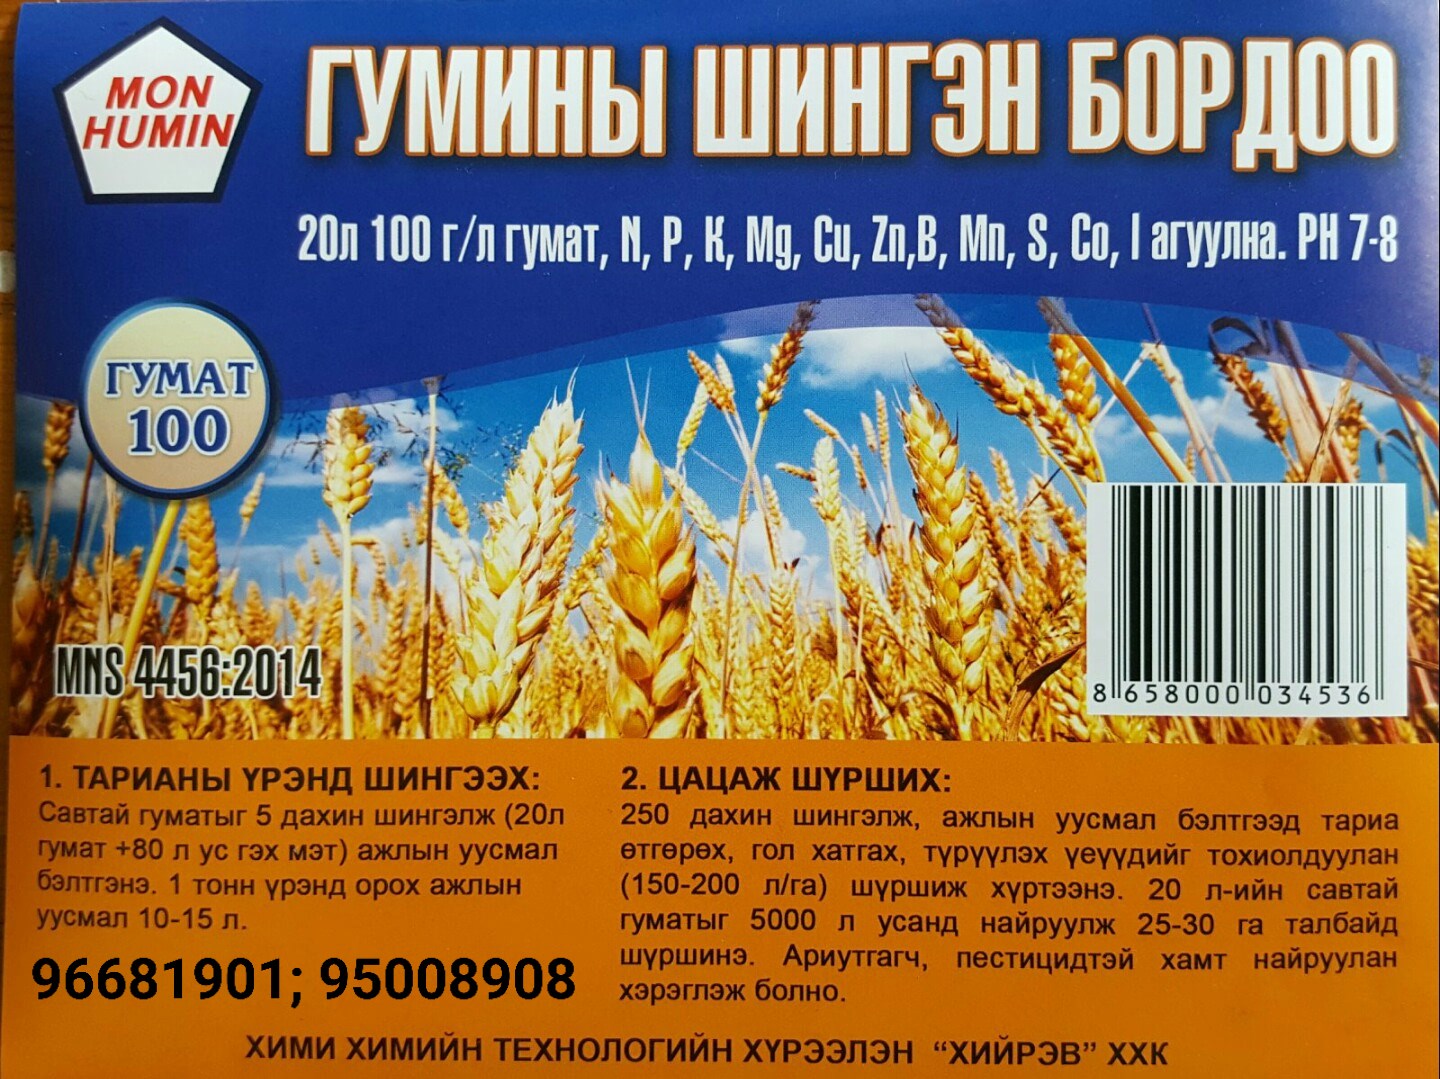 MON
HUMIN
ГУМИНЫ ШИНГЭН БОРДОО
20л 100 г/л гумат, N, P, K, Mg, Cu, Zn,B, Mn, S, Co, I агуулна. PH 7-8
ГУМАТ
100
MNS 4456:2014
8 658000 034536
1. ТАРИАНЫ ҮРЭНД ШИНГЭЭХ:
Савтай гуматыг 5 дахин шингэлж (20л
гумат +80 л ус гэх мэт) ажлын уусмал
бэлтгэнэ. 1 тонн үрэнд орох ажлын
уусмал 10-15 л.
96681901; 95008908
2. ЦАЦАЖ ШҮРШИХ:
250 дахин шингэлж, ажлын уусмал бэлтгээд тариа
өтгөрөх, гол хатгах, түрүүлэх үеүүдийг тохиолдуулан
(150-200 л/га) шүршиж хүртээнэ. 20 л-ийн савтай
гуматыг 5000 л усанд найруулж 25-30 га талбайд
шүршинэ. Ариутгагч, пестицидтэй хамт найруулан
хэрэглэж болно.
ХИМИ ХИМИЙН ТЕХНОЛОГИЙН ХҮРЭЭЛЭН “ХИЙРЭВ” ХХК